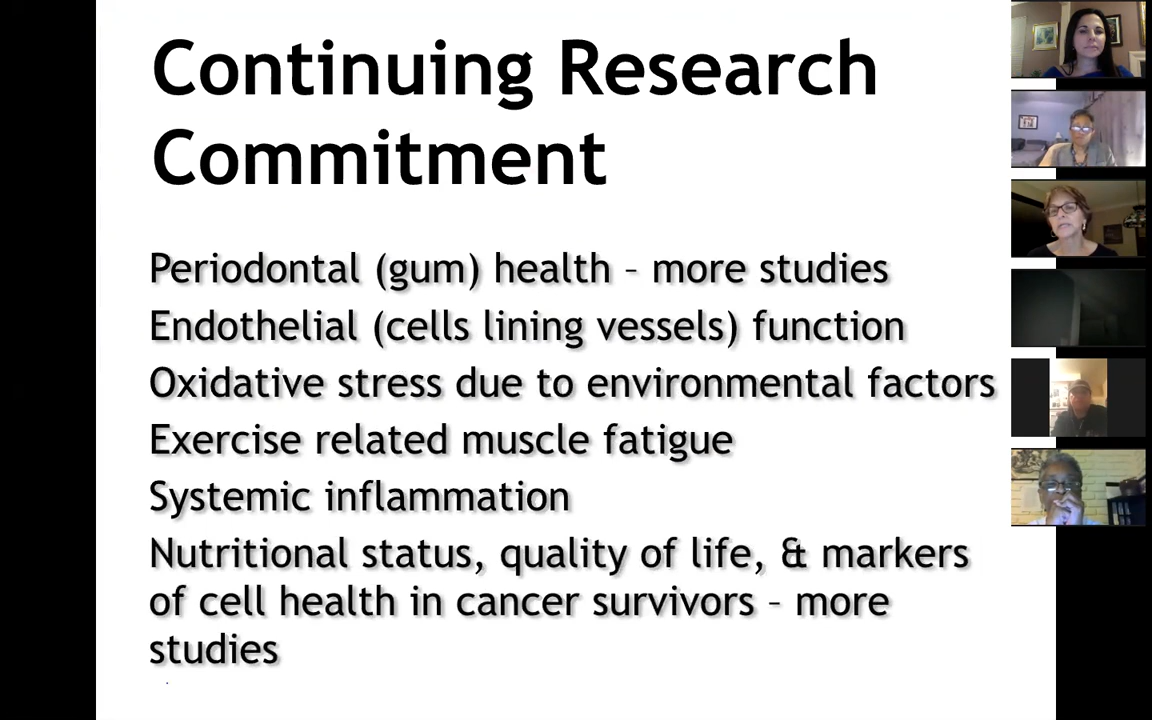 Continuing Research
Commitment
Periodontal (gum) health – more studies
Endothelial (cells lining vessels) function
Oxidative stress due to environmental factors
Exercise related muscle fatigue
Systemic inflammation
Nutritional status, quality of life, & markers
of cell health in cancer survivors – more
studies